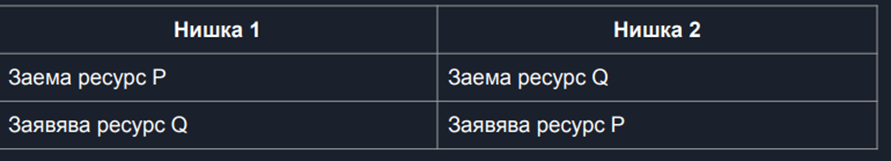 Нишка 1 Нишка 2
Заема ресурс P Заема ресурс Q
Заявява ресурс Q Заявява ресурс P